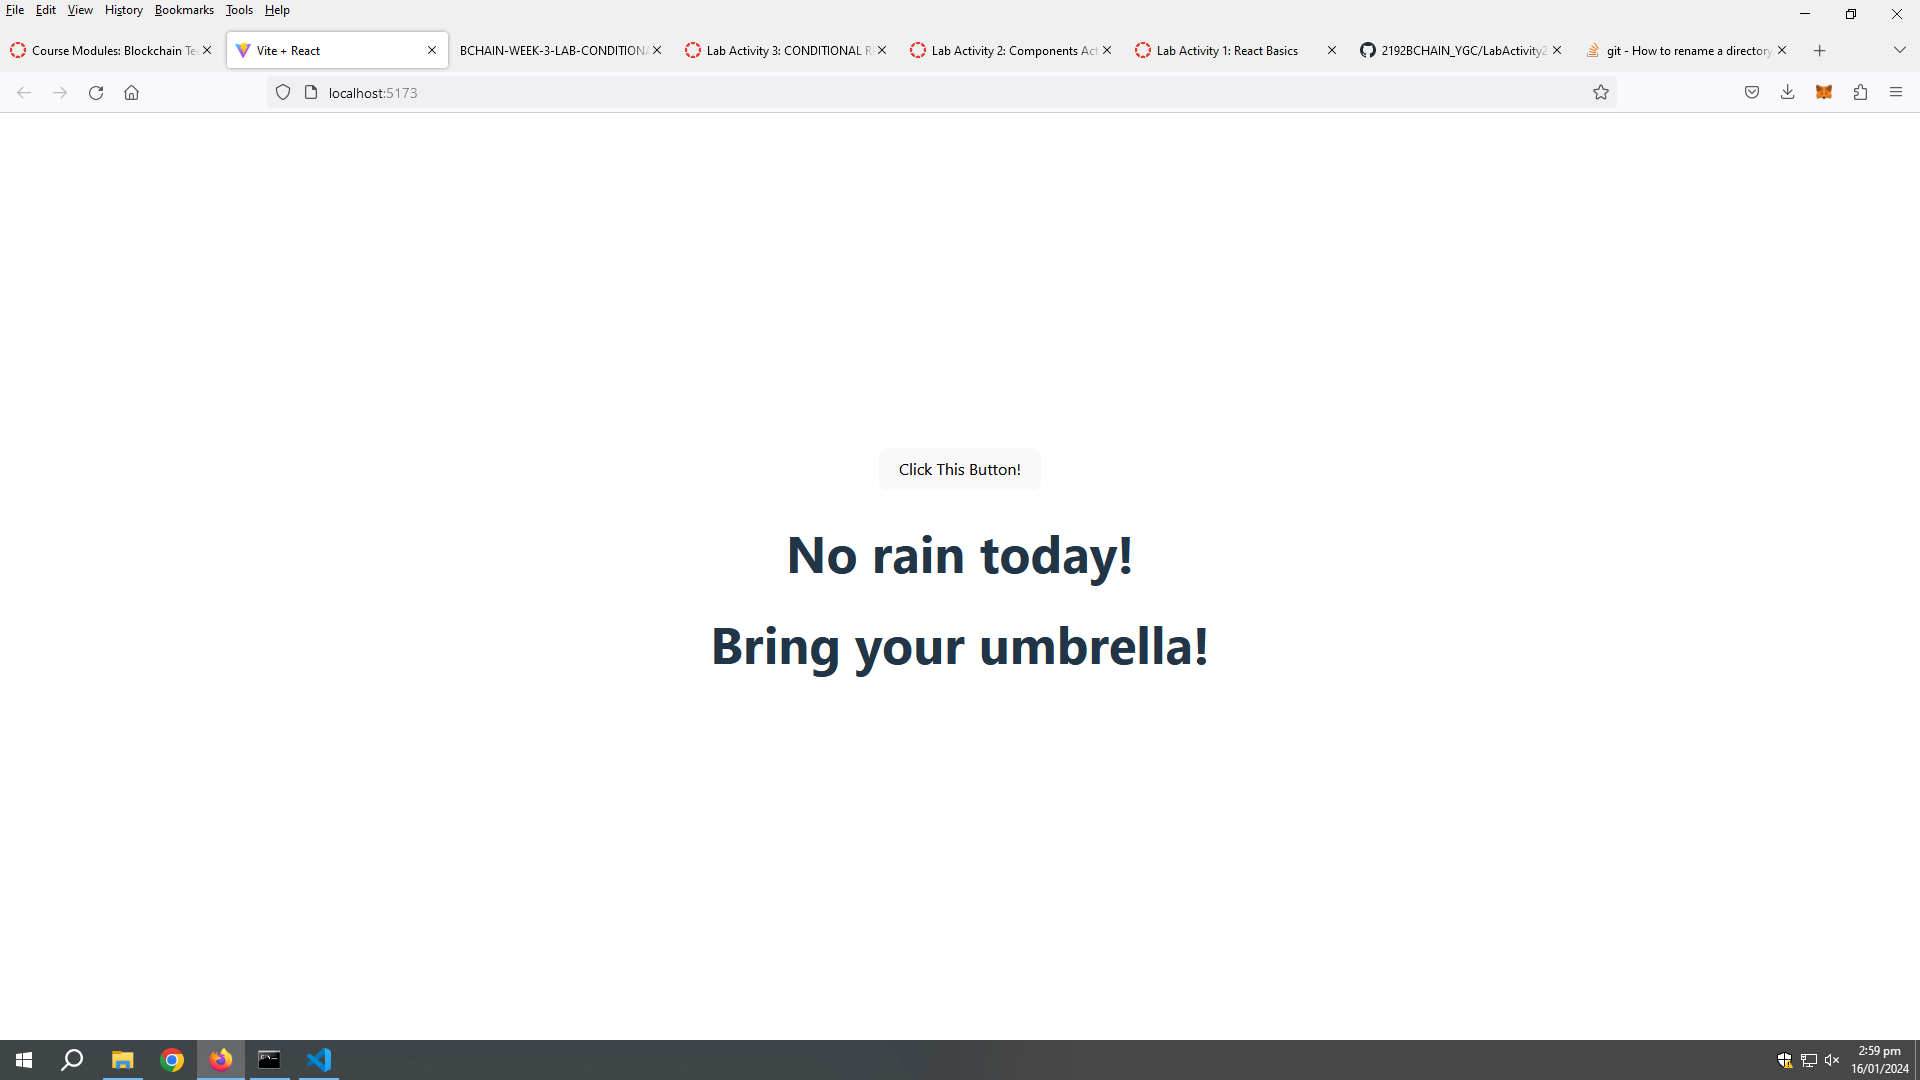 File Edit View History Bookmarks Tools Help
Course Modules: Blockchain Tec
Vite + React
BCHAIN-WEEK-3-LAB-CONDITIONA
Lab Activity 3: CONDITIONAL R
Lab Activity 2: Components Act
Lab Activity 1: React Basics
2192BCHAIN_YGC/LabActivity2
git - How to rename a directory
localhost:5173
Click This Button!
No rain today!
Bring your umbrella!
2:59 pm
16/01/2024